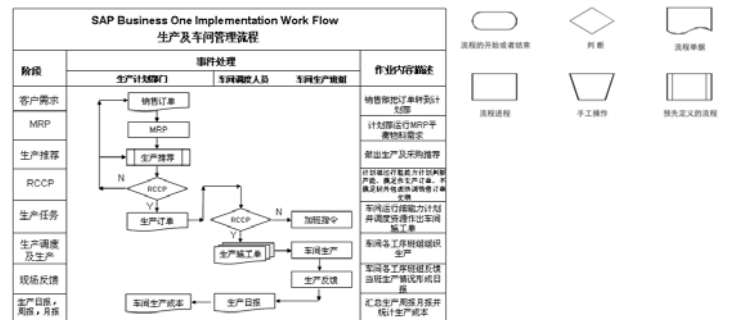 SAP Business One Implementation Work Flow
生产及车间管理流程
阶段
事件处理
作业内容描述
生产计划部门
车间调度人员
车间生产班组
客户需求
销售订单
销售部把订单转到计
划部
MRP
MRP
计划部运行MRP平
衡物料需求
生产推荐
生产推荐
做出生产及采购推荐
RCCP
N
RCCP
Y
生产任务
生产订单
RCCP
N
加班指令
车间运行细能力计划
并调度资源作出车间
施工单
Y
生产调度
及生产
生产施工单
车间生产
车间各工序班组组织
生产
现场反馈
生产反馈
车间各工序班组反馈
当班生产情况形成日
报
生产日报，
周报，月报
车间生产成本
生产日报
汇总生产周报月报并
统计生产成本
流程的开始或者结束
判断
流程单据
流程进程
手工操作
预先定义的流程